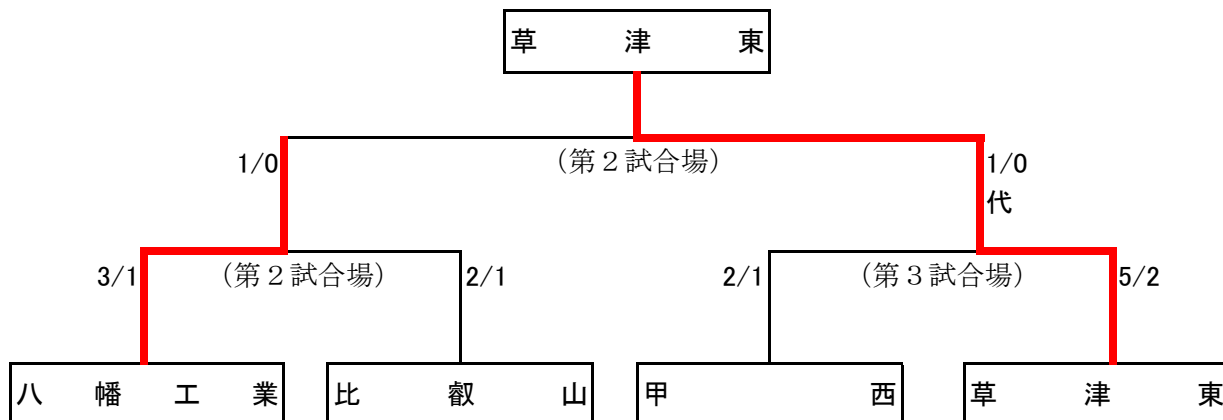 草津東
1/0 (第２試合場) 1/0
代
3/1 (第２試合場) 2/1 2/1 (第３試合場) 5/2
八幡工業 比叡山 甲西 草津東